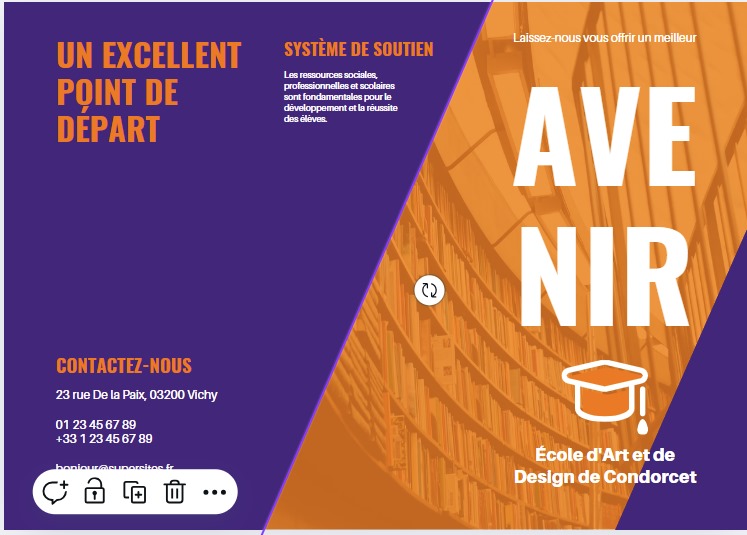 UN EXCELLENT
POINT DE
DÉPART
SYSTÈME DE SOUTIEN
Les ressources sociales,
professionnelles et scolaires
sont fondamentales pour le
développement et la réussite
des élèves.
CONTACTEZ-NOUS
23 rue De la Paix, 03200 Vichy
01 23 45 67 89
+33 1 23 45 67 89
bonjour@supersites.fr
Laissez-nous vous offrir un meilleur
AVE
NIR
École d'Art et de
Design de Condorcet